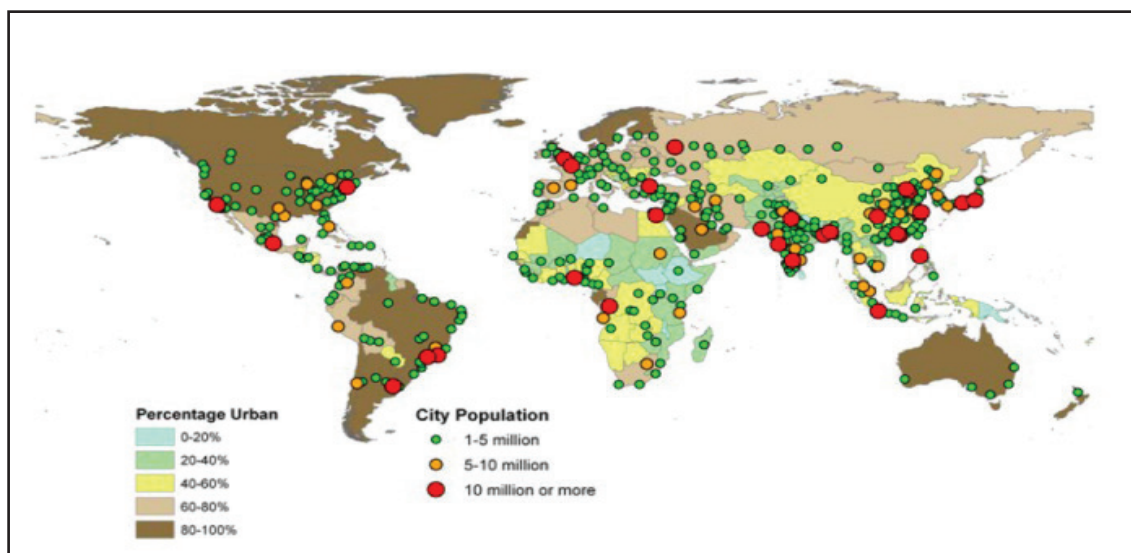 Percentage Urban
0-20%
20-40%
40-60%
60-80%
80-100%
City Population
1-5 million
5-10 million
10 million or more